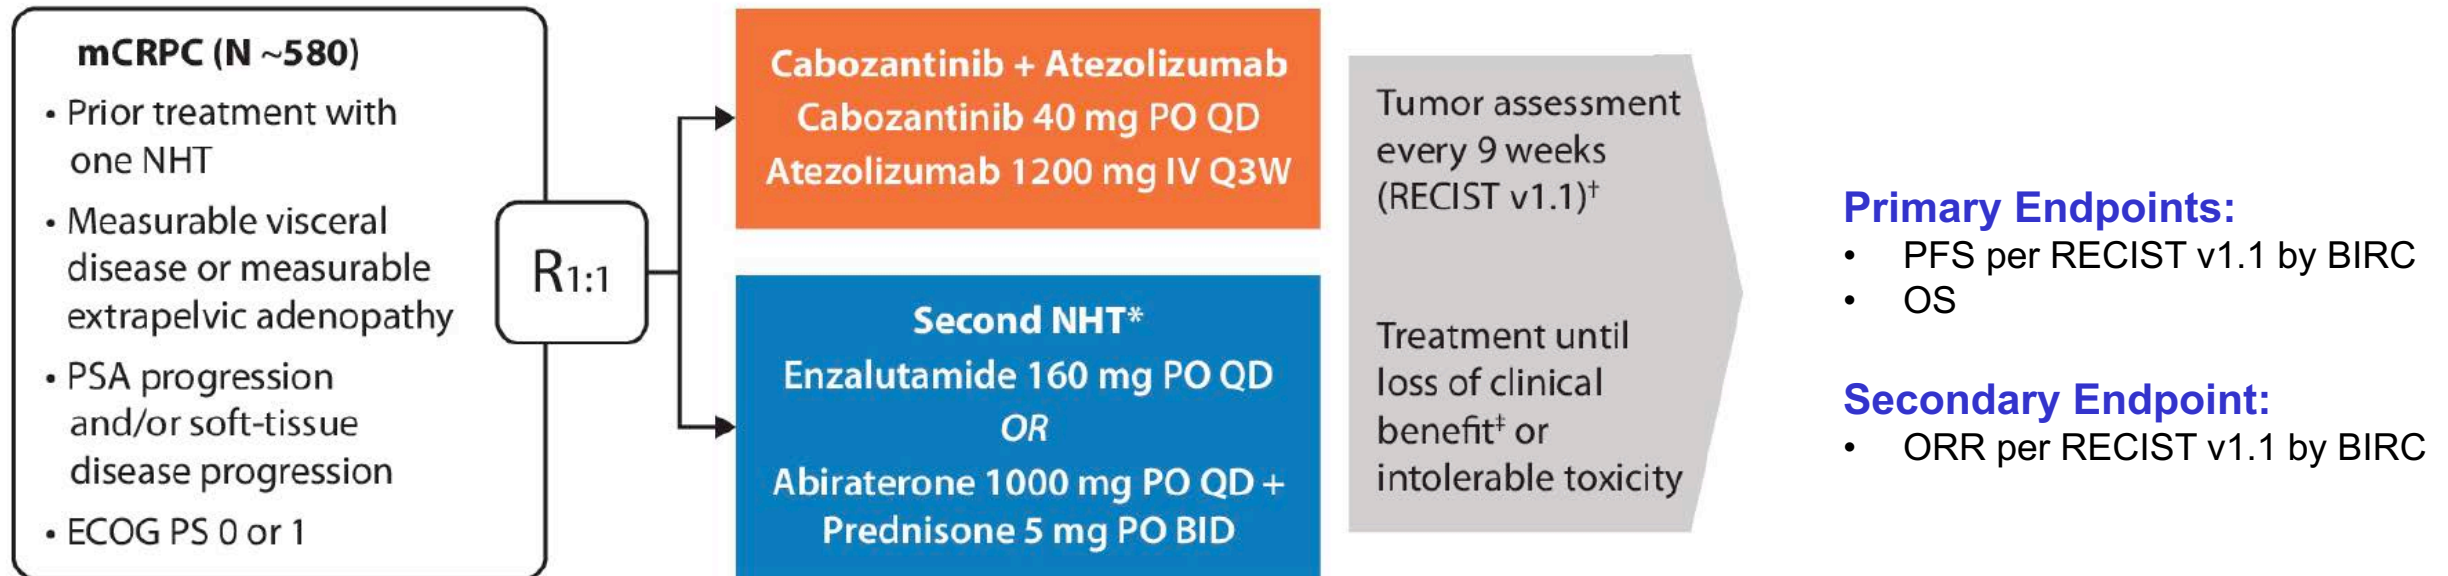 mCRPC (N ~580)
• Prior treatment with
one NHT
• Measurable visceral
disease or measurable
extrapelvic adenopathy
• PSA progression
and/or soft-tissue
disease progression
• ECOG PS 0 or 1
R1:1
Cabozantinib + Atezolizumab
Cabozantinib 40 mg PO QD
Atezolizumab 1200 mg IV Q3W
Second NHT*
Enzalutamide 160 mg PO QD
OR
Abiraterone 1000 mg PO QD +
Prednisone 5 mg PO BID
Tumor assessment
every 9 weeks
(RECIST v1.1)†
Treatment until
loss of clinical
benefit‡ or
intolerable toxicity
Primary Endpoints:
• PFS per RECIST v1.1 by BIRC
• OS
Secondary Endpoint:
• ORR per RECIST v1.1 by BIRC